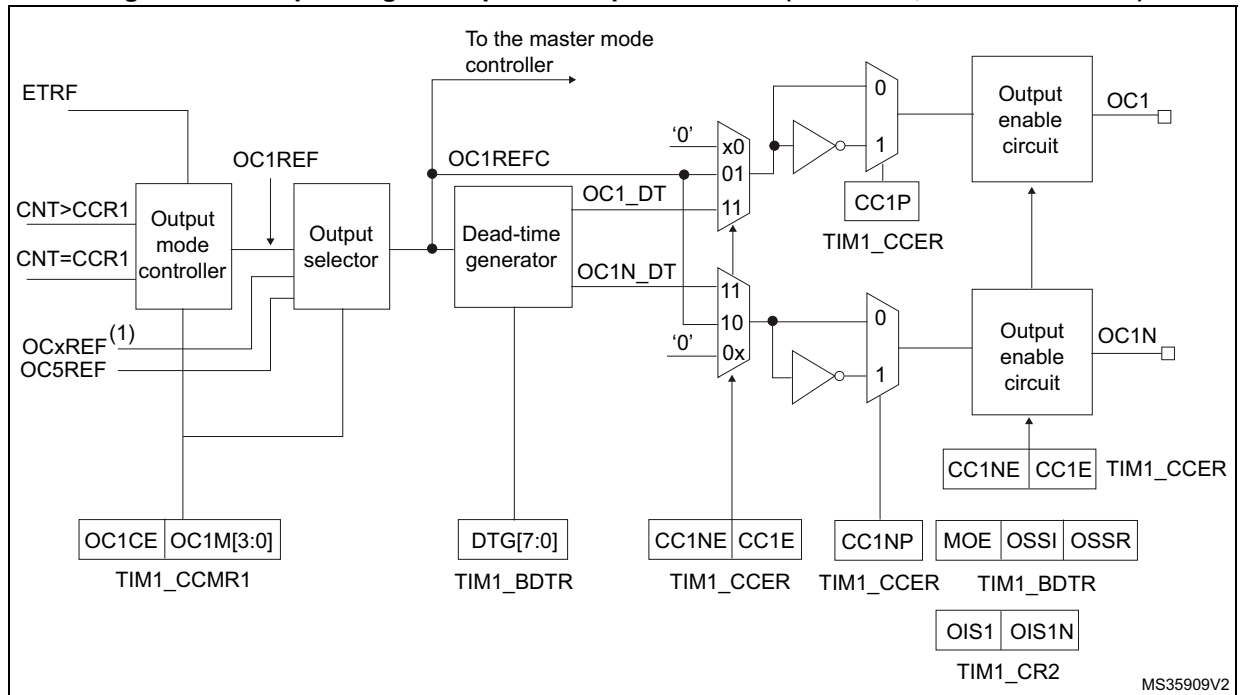 To the master mode
controller
ETRF
OC1REF
OC1REFC
CNT>CCR1
CNT=CCR1
Output
mode
controller
Output
selector
Dead-time
generator
OC1_DT
OC1N_DT
OCxREF(1)
OC5REF
'0'
x0
01
11
11
10
0x
'0'
0
1
CC1P
TIM1_CCER
0
1
Output
enable
circuit
OC1
Output
enable
circuit
OC1N
CC1NE CC1E TIM1_CCER
OC1CE OC1M[3:0]
TIM1_CCMR1
DTG[7:0]
TIM1_BDTR
CC1NE CC1E
TIM1_CCER
CC1NP
TIM1_CCER
MOE OSSI OSSR
TIM1_BDTR
OIS1 OIS1N
TIM1_CR2
MS35909V2